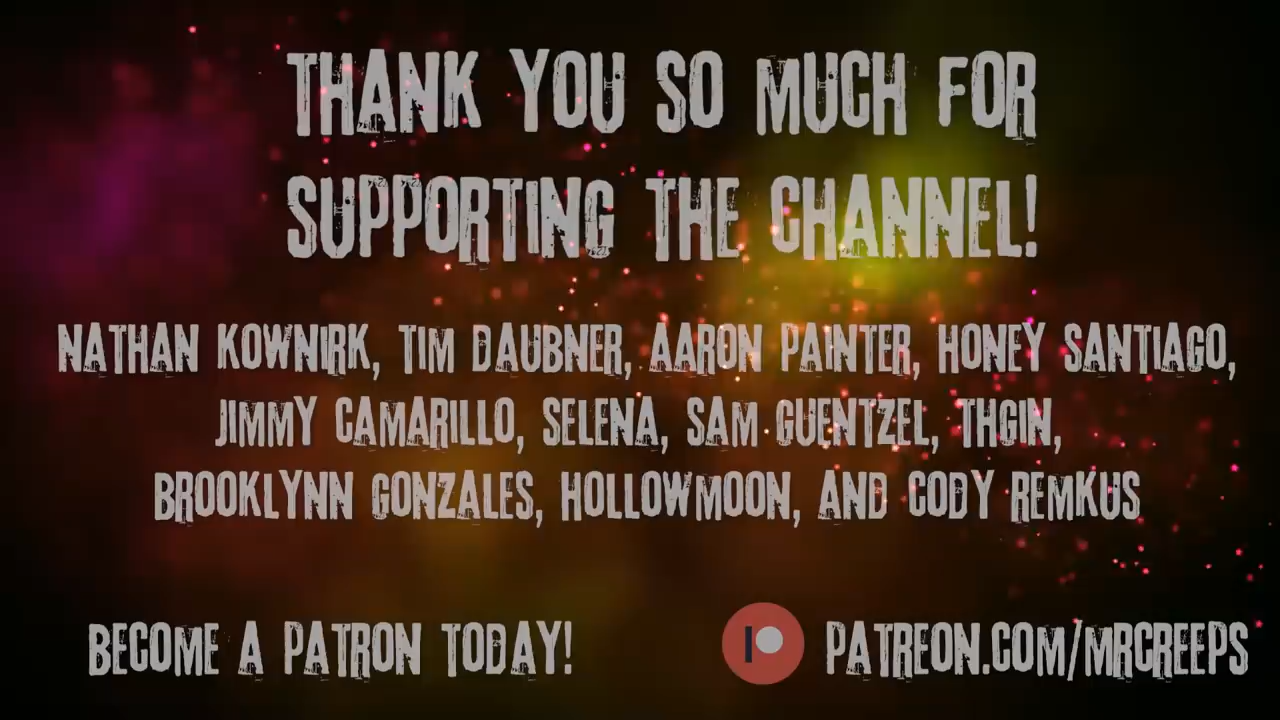 THANK YOU SO MUCH FOR
SUPPORTING THE CHANNEL!
NATHAN KOWNIRK, TIM DAUBNER, AARON PAINTER, HONEY SANTIAGO,
JIMMY CAMARILLO, SELENA, SAM GUENTZEL, THGIN,
BROOKLYNN GONZALES, HOLLOWMOON, AND CODY REMKUS
BECOME A PATRON TODAY!
PATREON.COM/MRCREEPS